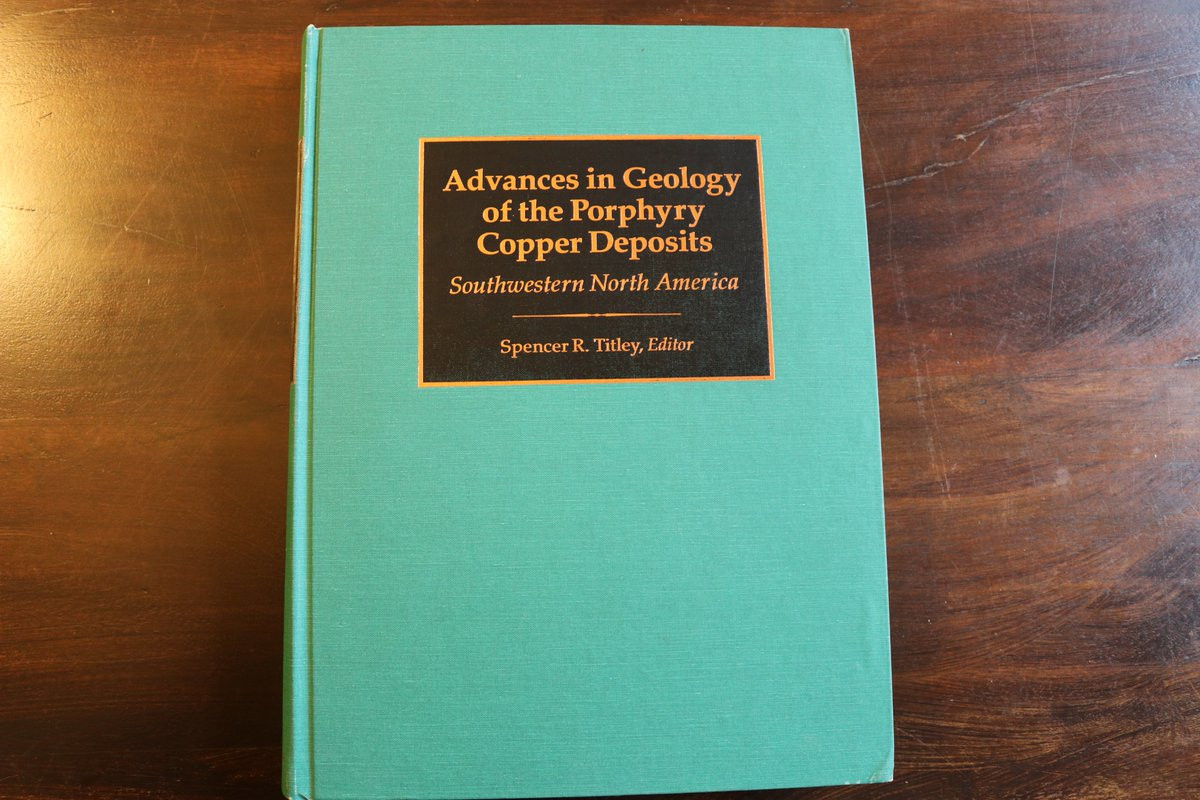 Advances in Geology
of the Porphyry
Copper Deposits
Southwestern North America
Spencer R. Titley, Editor